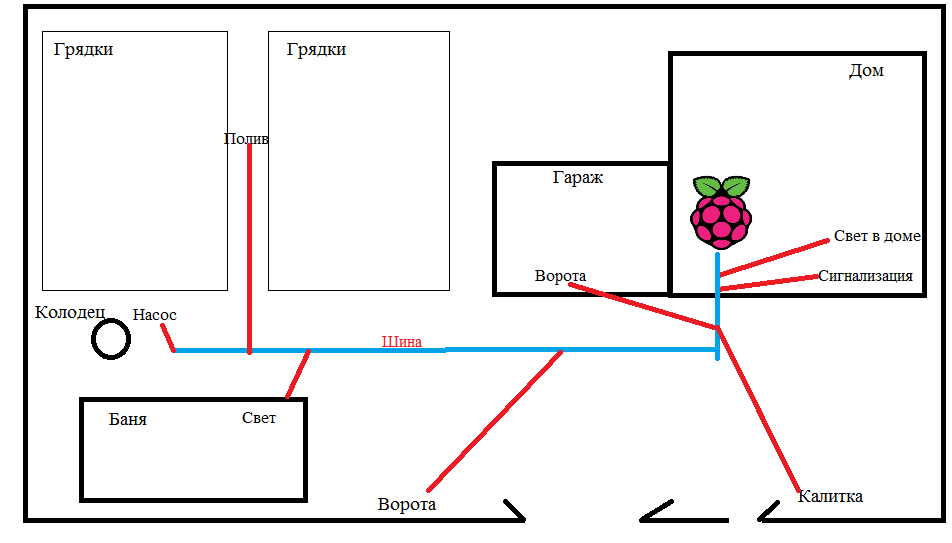 Грядки
Грядки
Дом
Полив
Гараж
Свет в доме
Ворота
Сигнализация
Колодец
Насос
Шина
Баня
Свет
Ворота
Калитка